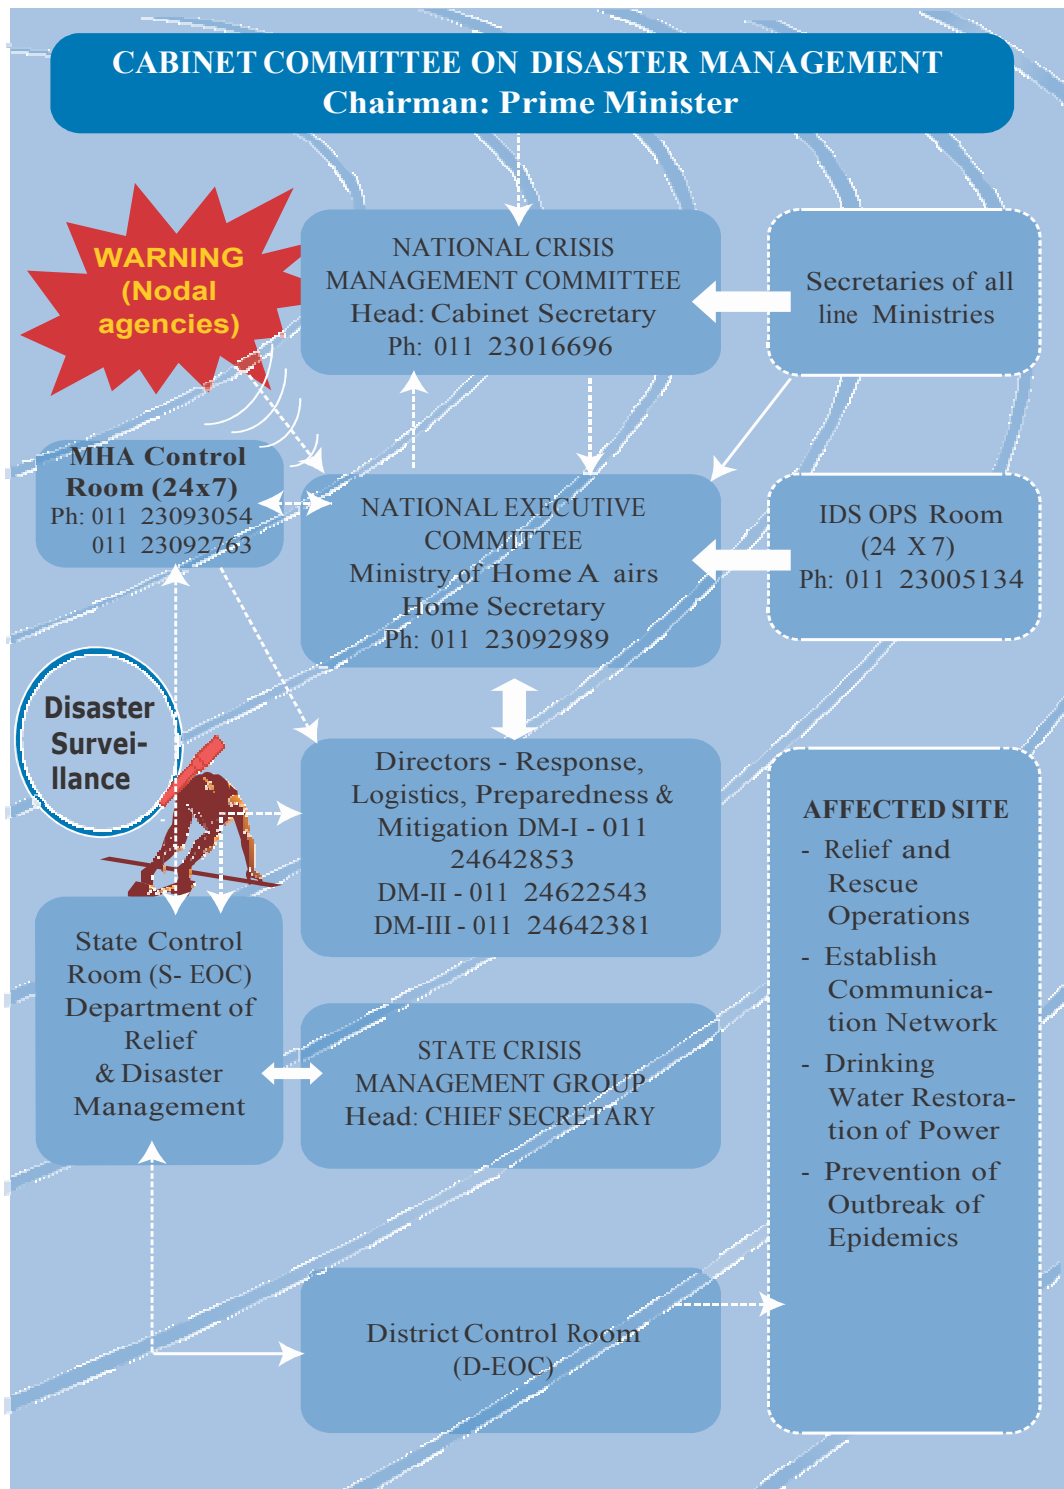 CABINET COMMITTEE ON DISASTER MANAGEMENT
Chairman: Prime Minister
WARNING
(Nodal
agencies)
NATIONAL CRISIS
MANAGEMENT COMMITTEE
Head: Cabinet Secretary
Ph: 011 23016696
Secretaries of all
line Ministries
MHA Control
Room (24x7)
Ph: 011 23093054
011 23092763
NATIONAL EXECUTIVE
COMMITTEE
Ministry of Home A airs
Home Secretary
Ph: 011 23092989
IDS OPS Room
(24 X 7)
Ph: 011 23005134
Disaster
Survei-
llance
Directors - Response,
Logistics, Preparedness &
Mitigation DM-I - 011
24642853
DM-II - 011 24622543
DM-III - 011 24642381
State Control
Room (S- EOC)
Department of
Relief
& Disaster
Management
STATE CRISIS
MANAGEMENT GROUP
Head: CHIEF SECRETARY
District Control Room
(D-EOC)
AFFECTED SITE
- Relief and
Rescue
Operations
- Establish
Communica-
tion Network
- Drinking
Water Restora-
tion of Power
- Prevention of
Outbreak of
Epidemics